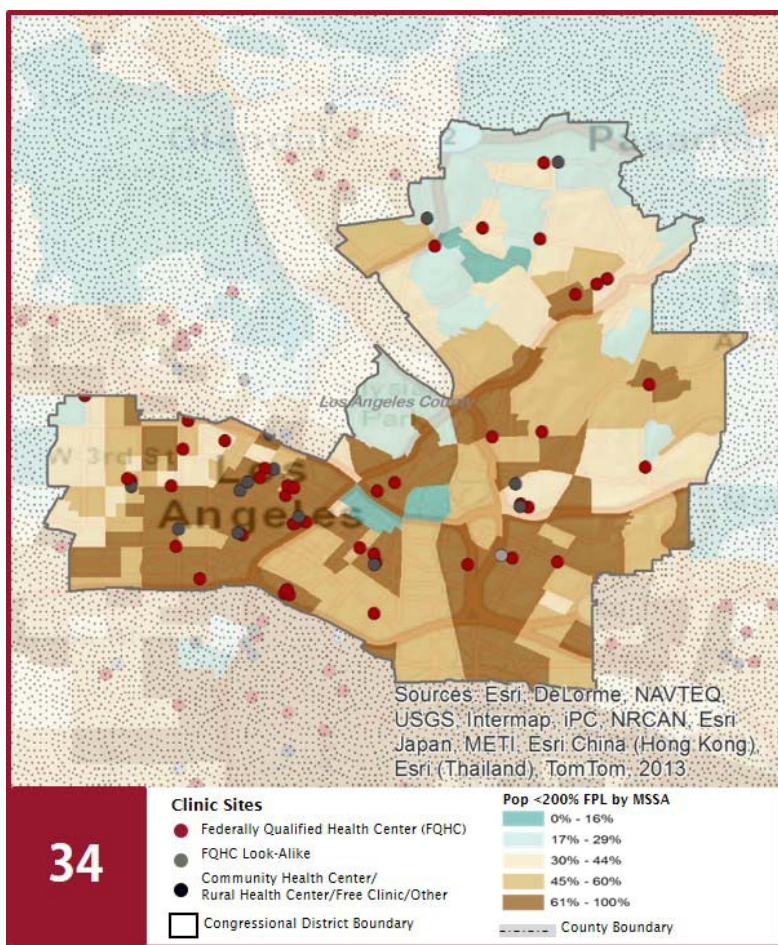 Pa
2
Los Angeles County
Park
A
W 3rd St
Los
Angeles
Sources: Esri, DeLorme, NAVTEQ,
USGS, Intermap, iPC, NRCAN, Esri
Japan, METI, Esri China (Hong Kong),
Esri (Thailand), TomTom, 2013
34
Clinic Sites
Federally Qualified Health Center (FQHC)
FQHC Look-Alike
Community Health Center/
Rural Health Center/Free Clinic/Other
Congressional District Boundary
Pop <200% FPL by MSSA
0% - 16%
17% - 29%
30% - 44%
45% - 60%
61% - 100%
County Boundary